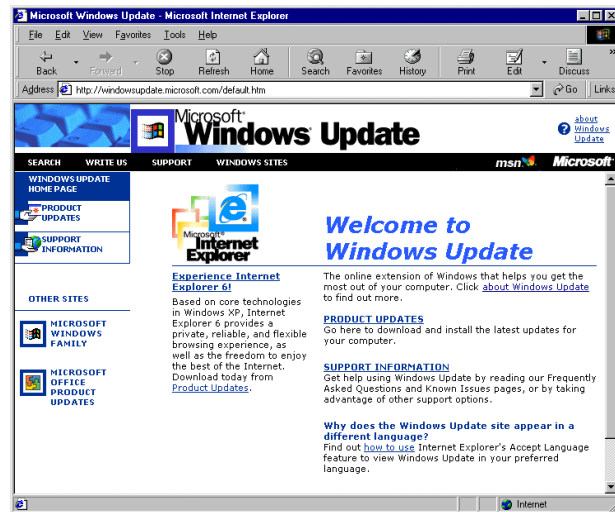 Microsoft Windows Update - Microsoft Internet Explorer
File Edit View Favorites Tools Help
Back Forward Stop Refresh Home Search Favorites History Print Edit Discuss
Address http://windowsupdate.microsoft.com/default.htm Go Links
Microsoft
Windows Update
about
Windows
Update
SEARCH WRITE US SUPPORT WINDOWS SITES msn Microsoft
WINDOWS UPDATE
HOME PAGE
PRODUCT
UPDATES
SUPPORT
INFORMATION
OTHER SITES
MICROSOFT
WINDOWS
FAMILY
MICROSOFT
OFFICE
PRODUCT
UPDATES
Microsoft
Internet
Explorer
Experience Internet
Explorer 6!
Based on core technologies
in Windows XP, Internet
Explorer 6 provides a
private, reliable, and flexible
browsing experience, as
well as the freedom to enjoy
the best of the Internet.
Download today from
Product Updates.
Welcome to
Windows Update
The online extension of Windows that helps you get the
most out of your computer. Click about Windows Update
to find out more.
PRODUCT UPDATES
Go here to download and install the latest updates for
your computer.
SUPPORT INFORMATION
Get help using Windows Update by reading our Frequently
Asked Questions and Known Issues pages, or by taking
advantage of other support options.
Why does the Windows Update site appear in a
different language?
Find out how to use Internet Explorer's Accept Language
feature to view Windows Update in your preferred
language.
Internet